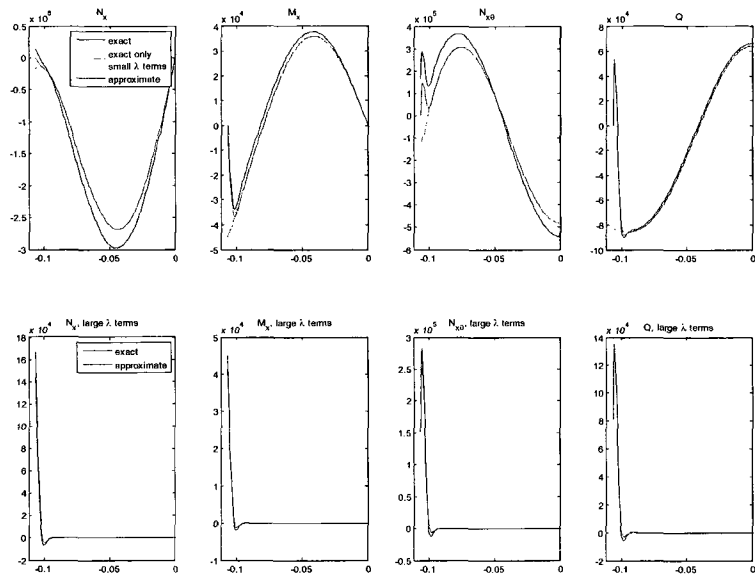 N_x
M_x
N_xθ
Q
x 10^6
x 10^4
x 10^5
x 10^4
exact
exact only
small λ terms
approximate
0.5
0
-0.5
-1
-1.5
-2
-2.5
-3
-0.1 -0.05 0
4
3
2
1
0
-1
-2
-3
-4
-5
-0.1 -0.05 0
5
4
3
2
1
0
-1
-2
-3
-4
-5
-6
-0.1 -0.05 0
8
6
4
2
0
-2
-4
-6
-8
-10
-0.1 -0.05 0
N_x, large λ terms
M_x, large λ terms
N_xθ, large λ terms
Q, large λ terms
x 10^4
x 10^4
x 10^5
x 10^4
exact
approximate
18
16
14
12
10
8
6
4
2
0
-2
-0.1 -0.05 0
5
4
3
2
1
0
-1
-0.1 -0.05 0
3
2.5
2
1.5
1
0.5
0
-0.5
-0.1 -0.05 0
14
12
10
8
6
4
2
0
-2
-0.1 -0.05 0